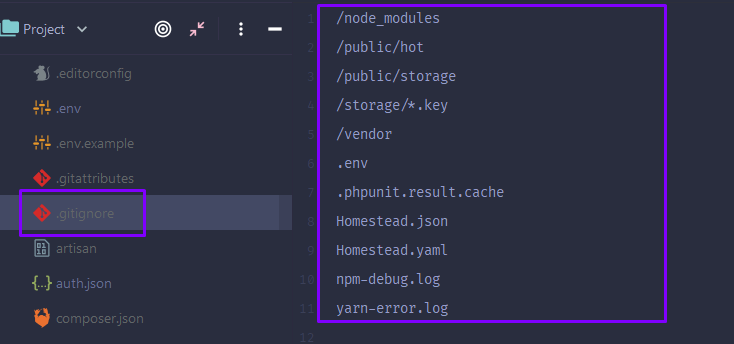 Project
.editorconfig
.env
.env.example
.gitattributes
.gitignore
artisan
auth.json
composer.json
1 /node_modules
2 /public/hot
3 /public/storage
4 /storage/*.key
5 /vendor
6 .env
7 .phpunit.result.cache
8 Homestead.json
9 Homestead.yaml
10 npm-debug.log
11 yarn-error.log
12